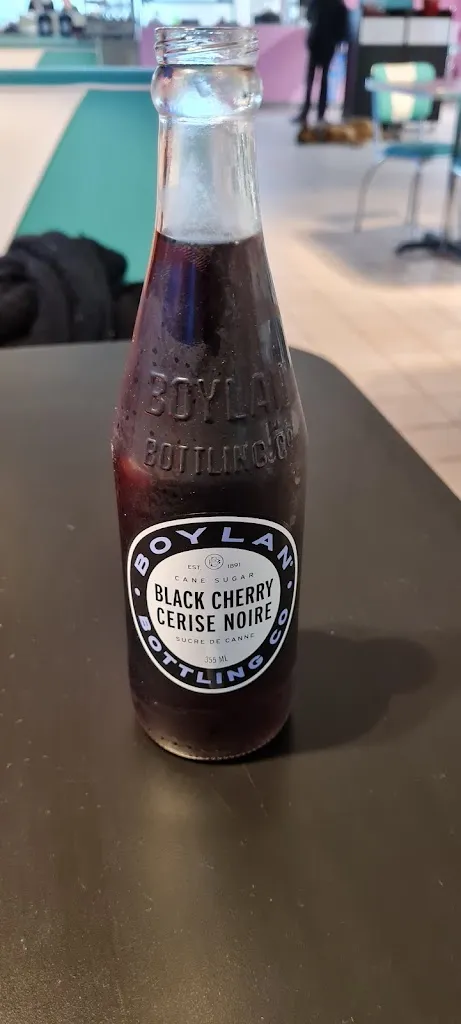 BOYLAN
BOTTLING CO
BOYLAN
EST. B 1891
CANE SUGAR
BLACK CHERRY
CERISE NOIRE
SUCRE DE CANNE
355 ML
BOTTLING CO